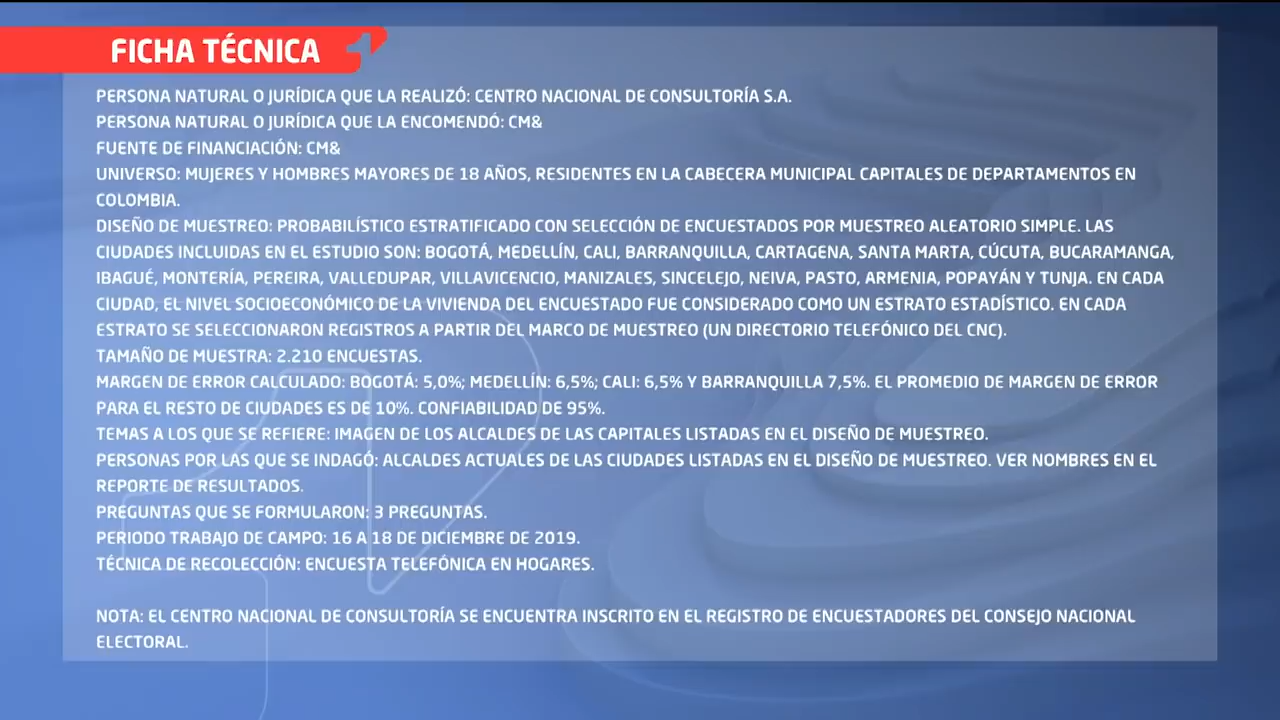 FICHA TÉCNICA
PERSONA NATURAL O JURÍDICA QUE LA REALIZÓ: CENTRO NACIONAL DE CONSULTORÍA S.A.
PERSONA NATURAL O JURÍDICA QUE LA ENCOMENDÓ: CM&
FUENTE DE FINANCIACIÓN: CM&
UNIVERSO: MUJERES Y HOMBRES MAYORES DE 18 AÑOS, RESIDENTES EN LA CABECERA MUNICIPAL CAPITALES DE DEPARTAMENTOS EN
COLOMBIA.
DISEÑO DE MUESTREO: PROBABILÍSTICO ESTRATIFICADO CON SELECCIÓN DE ENCUESTADOS POR MUESTREO ALEATORIO SIMPLE. LAS
CIUDADES INCLUIDAS EN EL ESTUDIO SON: BOGOTÁ, MEDELLÍN, CALI, BARRANQUILLA, CARTAGENA, SANTA MARTA, CÚCUTA, BUCARAMANGA,
IBAGUÉ, MONTERÍA, PEREIRA, VALLEDUPAR, VILLAVICENCIO, MANIZALES, SINCELEJO, NEIVA, PASTO, ARMENIA, POPAYÁN Y TUNJA. EN CADA
CIUDAD, EL NIVEL SOCIOECONÓMICO DE LA VIVIENDA DEL ENCUESTADO FUE CONSIDERADO COMO UN ESTRATO ESTADÍSTICO. EN CADA
ESTRATO SE SELECCIONARON REGISTROS A PARTIR DEL MARCO DE MUESTREO (UN DIRECTORIO TELEFÓNICO DEL CNC).
TAMAÑO DE MUESTRA: 2.210 ENCUESTAS.
MARGEN DE ERROR CALCULADO: BOGOTÁ: 5,0%; MEDELLÍN: 6,5%; CALI: 6,5% Y BARRANQUILLA 7,5%. EL PROMEDIO DE MARGEN DE ERROR
PARA EL RESTO DE CIUDADES ES DE 10%. CONFIABILIDAD DE 95%.
TEMAS A LOS QUE SE REFIERE: IMAGEN DE LOS ALCALDES DE LAS CAPITALES LISTADAS EN EL DISEÑO DE MUESTREO.
PERSONAS POR LAS QUE SE INDAGÓ: ALCALDES ACTUALES DE LAS CIUDADES LISTADAS EN EL DISEÑO DE MUESTREO. VER NOMBRES EN EL
REPORTE DE RESULTADOS.
PREGUNTAS QUE SE FORMULARON: 3 PREGUNTAS.
PERIODO TRABAJO DE CAMPO: 16 A 18 DE DICIEMBRE DE 2019.
TÉCNICA DE RECOLECCIÓN: ENCUESTA TELEFÓNICA EN HOGARES.
NOTA: EL CENTRO NACIONAL DE CONSULTORÍA SE ENCUENTRA INSCRITO EN EL REGISTRO DE ENCUESTADORES DEL CONSEJO NACIONAL
ELECTORAL.